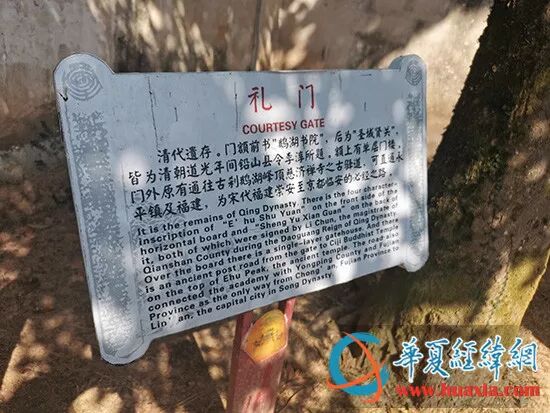 礼门
COURTESY GATE
清代遗存。门额前书"鹅湖书院"，后为"圣域贤关"，
皆为清朝道光年间铅山县令李淳所题，额上有单层门楼，
门外原有通往古刹鹅湖峰顶慈济禅寺之古驿道，可直通永
平镇及福建，为宋代福建崇安至京都临安的必经之路。
It is the remains of Qing Dynasty. There is the four character
inscription of "E' hu Shu Yuan" on the front side of the
horizontal board and "Sheng Yu Xian Guan" on the back of
it, both of which were signed by Li Chun, the magistrate of
Qianshan County during the Daoguang Reign of Qing Dynasty.
Over the board there is a single-layer gatehouse. And there
is an ancient post road from the gate to Ciji Buddhist Temple
on the top of Ehu Peak, the ancient temple. The road also
connected the academy with Yongping County and Fujian
Province as the only way from Chong' an, Fujian Province to
Lin' an, the capital city in Song Dynasty.
華夏經緯網
www.huaxia.com